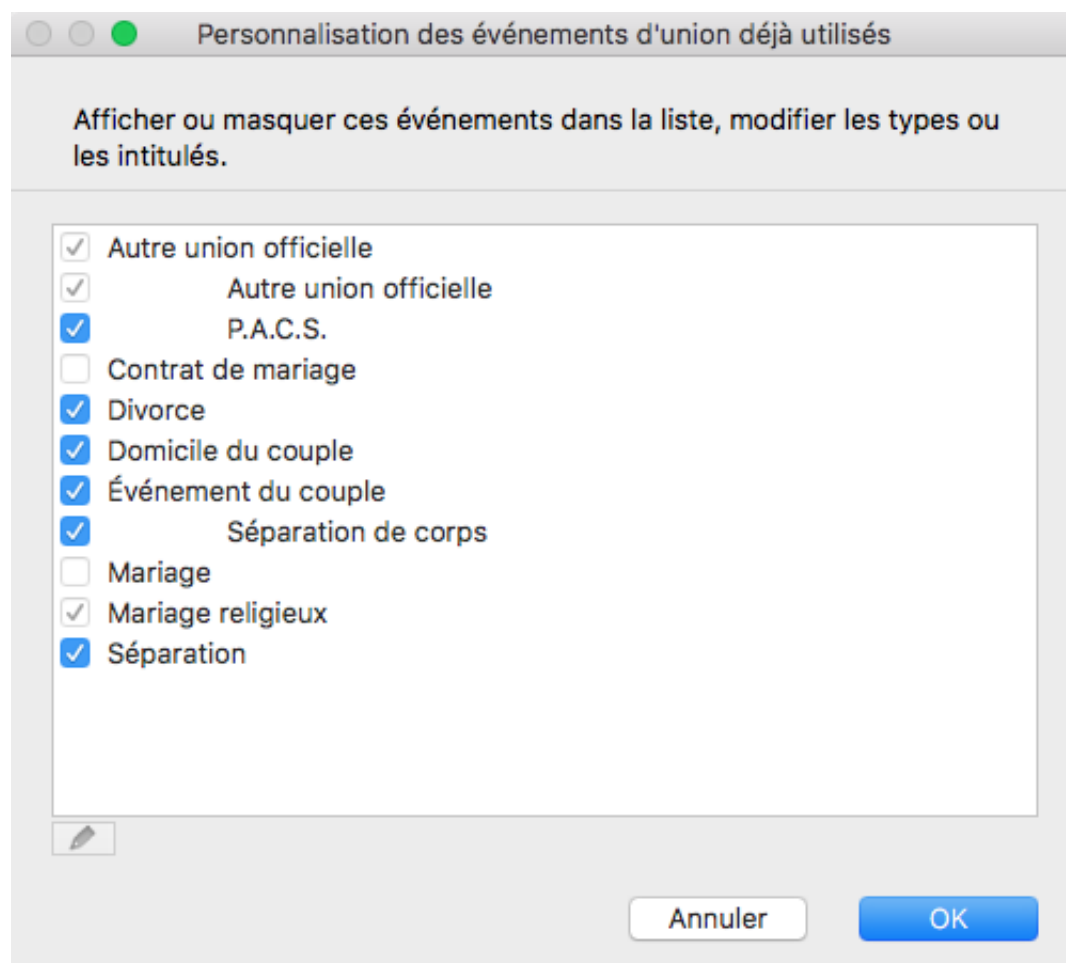 Personnalisation des événements d'union déjà utilisés
Afficher ou masquer ces événements dans la liste, modifier les types ou
les intitulés.
Autre union officielle
Autre union officielle
P.A.C.S.
Contrat de mariage
Divorce
Domicile du couple
Événement du couple
Séparation de corps
Mariage
Mariage religieux
Séparation
Annuler
OK